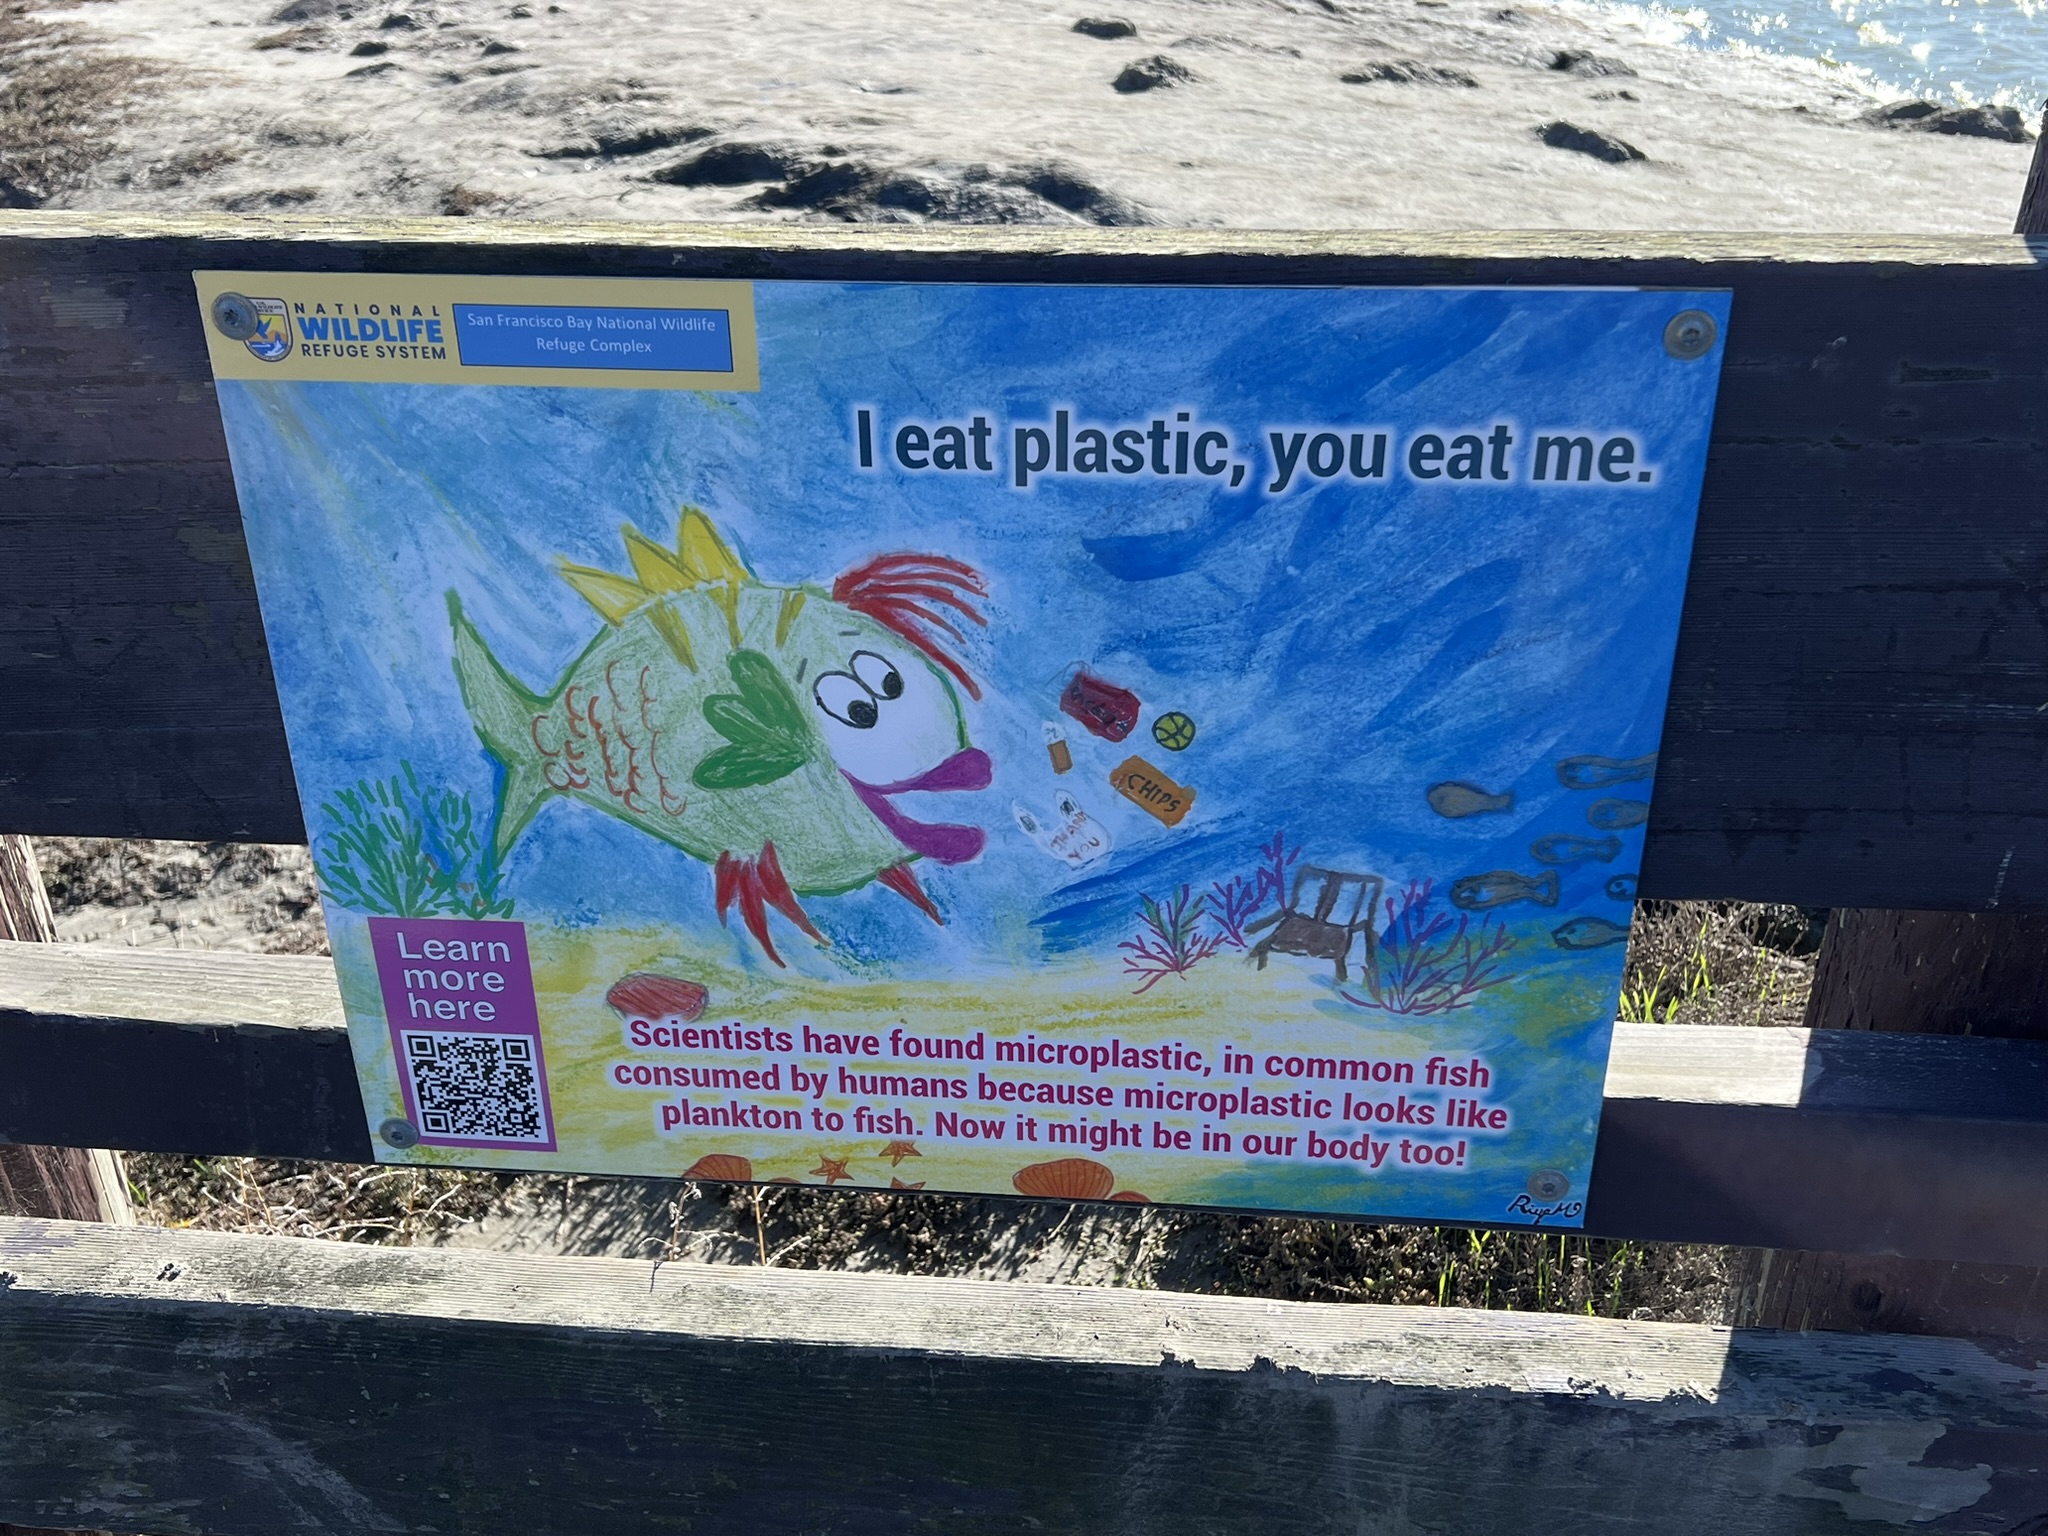 NATIONAL
WILDLIFE
REFUGE SYSTEM
San Francisco Bay National Wildlife
Refuge Complex
I eat plastic, you eat me.
CHIPS
THANK
YOU
Learn
more
here
Scientists have found microplastic, in common fish
consumed by humans because microplastic looks like
plankton to fish. Now it might be in our body too!